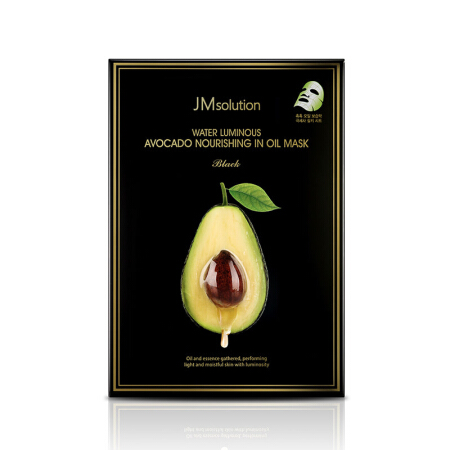 JMsolution
WATER LUMINOUS
AVOCADO NOURISHING IN OIL MASK
Black
Oil and essence gathered, performing
light and moistful skin with luminosity